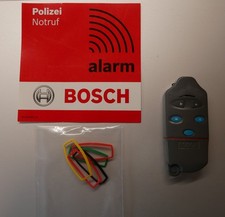 Polizei
Notruf
alarm
BOSCH